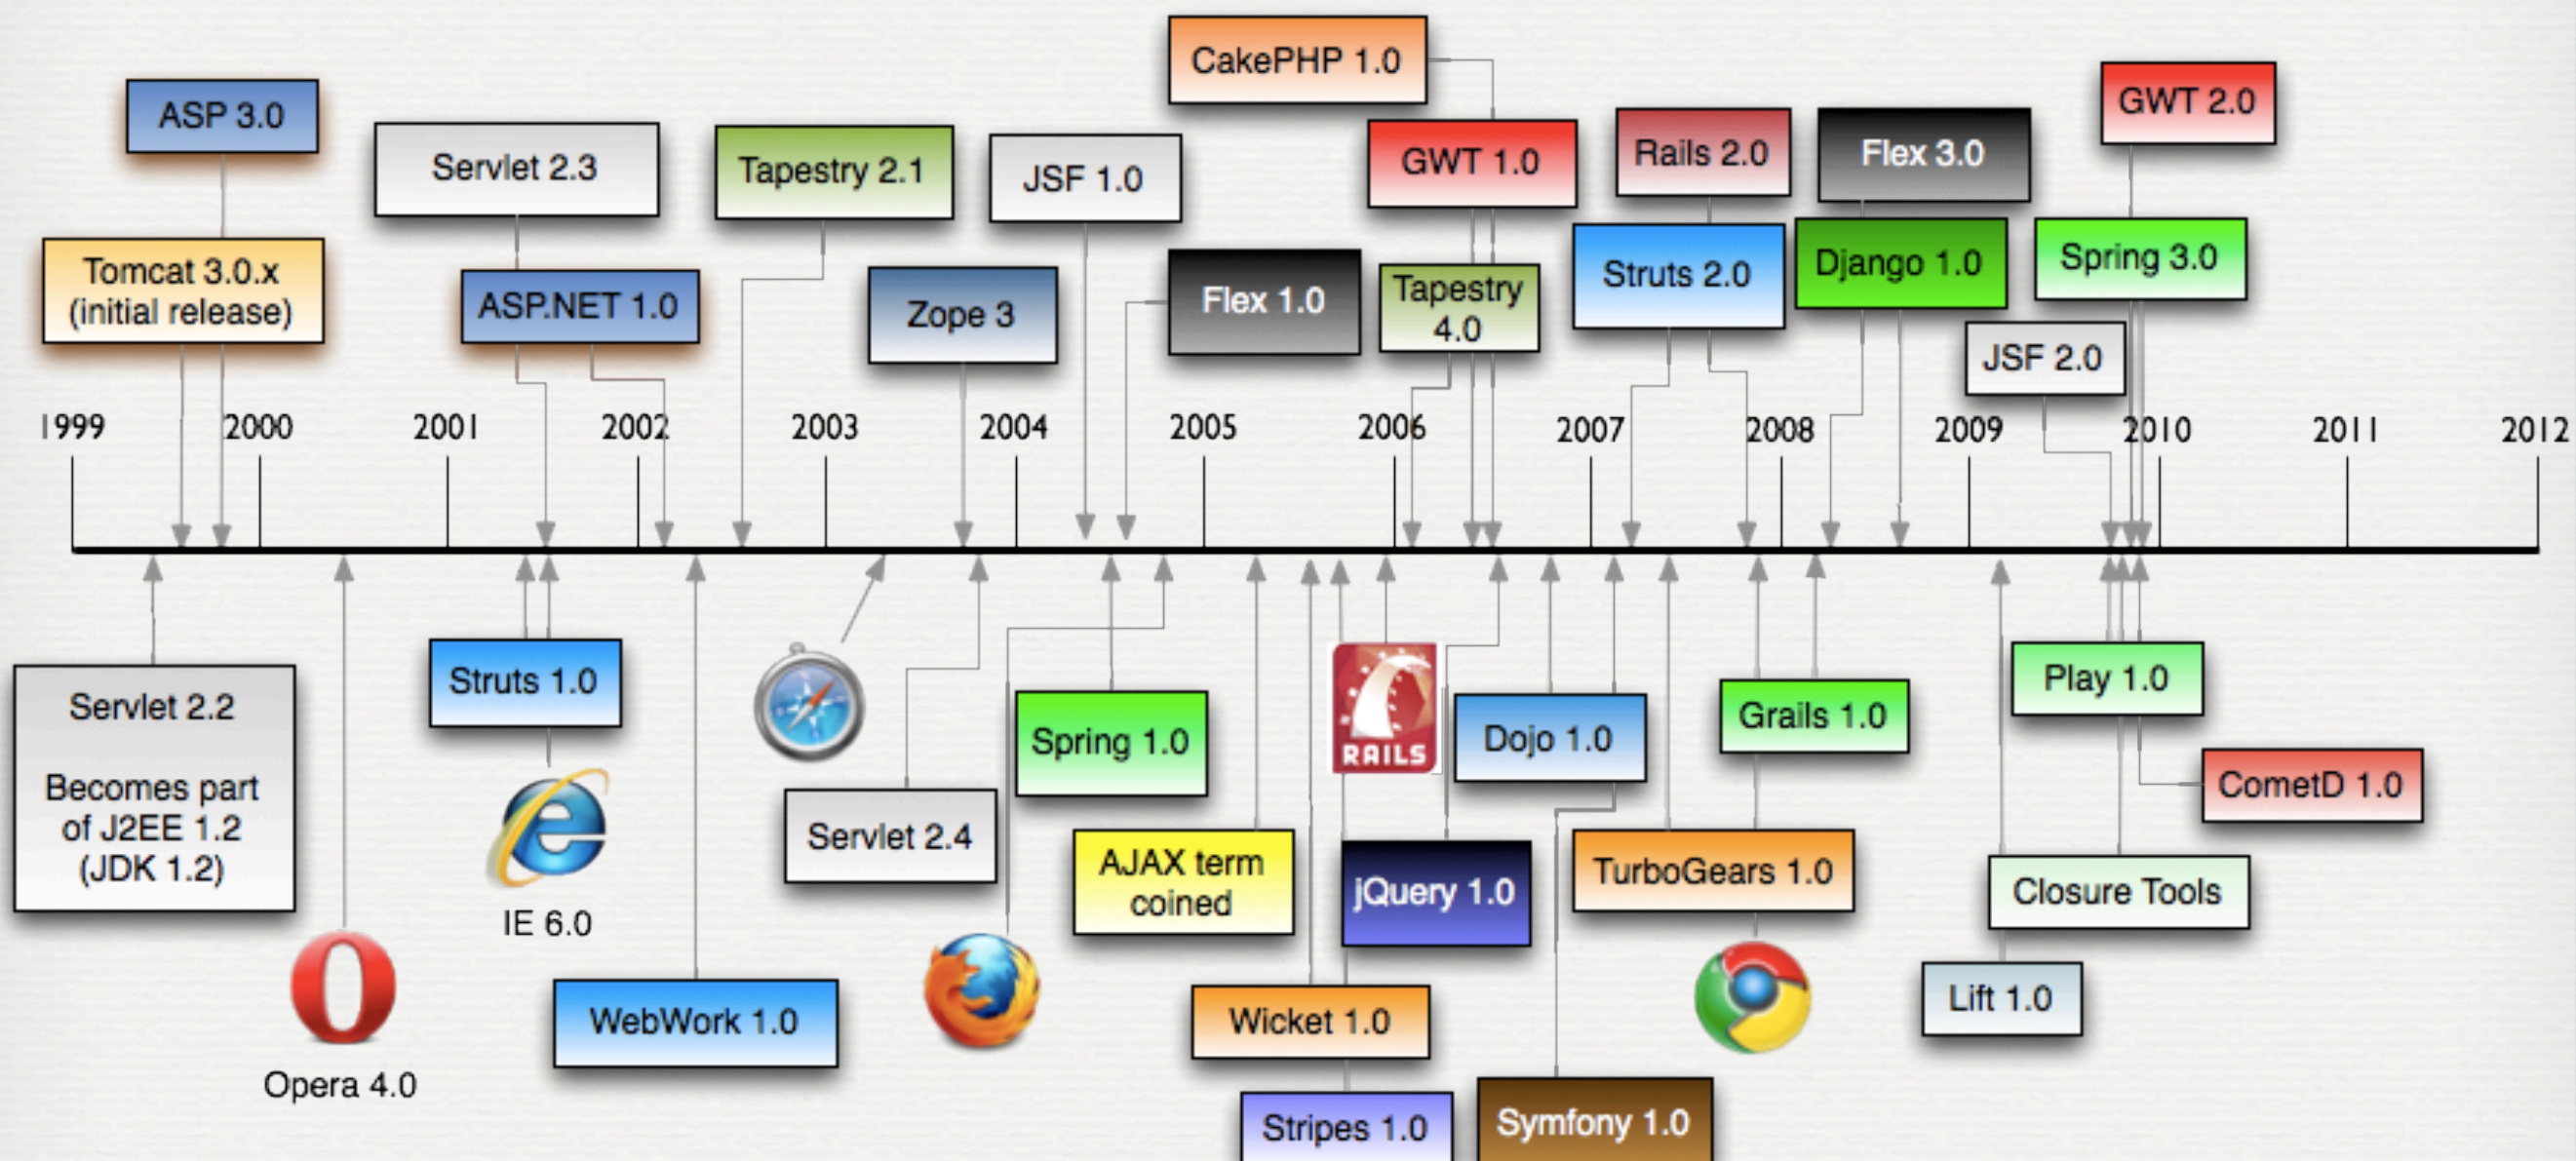 CakePHP 1.0
ASP 3.0
GWT 2.0
Servlet 2.3
Tapestry 2.1
JSF 1.0
GWT 1.0
Rails 2.0
Flex 3.0
Tomcat 3.0.x
(initial release)
ASP.NET 1.0
Zope 3
Flex 1.0
Tapestry
4.0
Struts 2.0
Django 1.0
Spring 3.0
JSF 2.0
1999 2000 2001 2002 2003 2004 2005 2006 2007 2008 2009 2010 2011 2012
Servlet 2.2
Becomes part
of J2EE 1.2
(JDK 1.2)
Struts 1.0
IE 6.0
Opera 4.0
WebWork 1.0
Servlet 2.4
Spring 1.0
AJAX term
coined
RAILS
Dojo 1.0
jQuery 1.0
Wicket 1.0
Stripes 1.0
Symfony 1.0
TurboGears 1.0
Grails 1.0
Play 1.0
CometD 1.0
Closure Tools
Lift 1.0